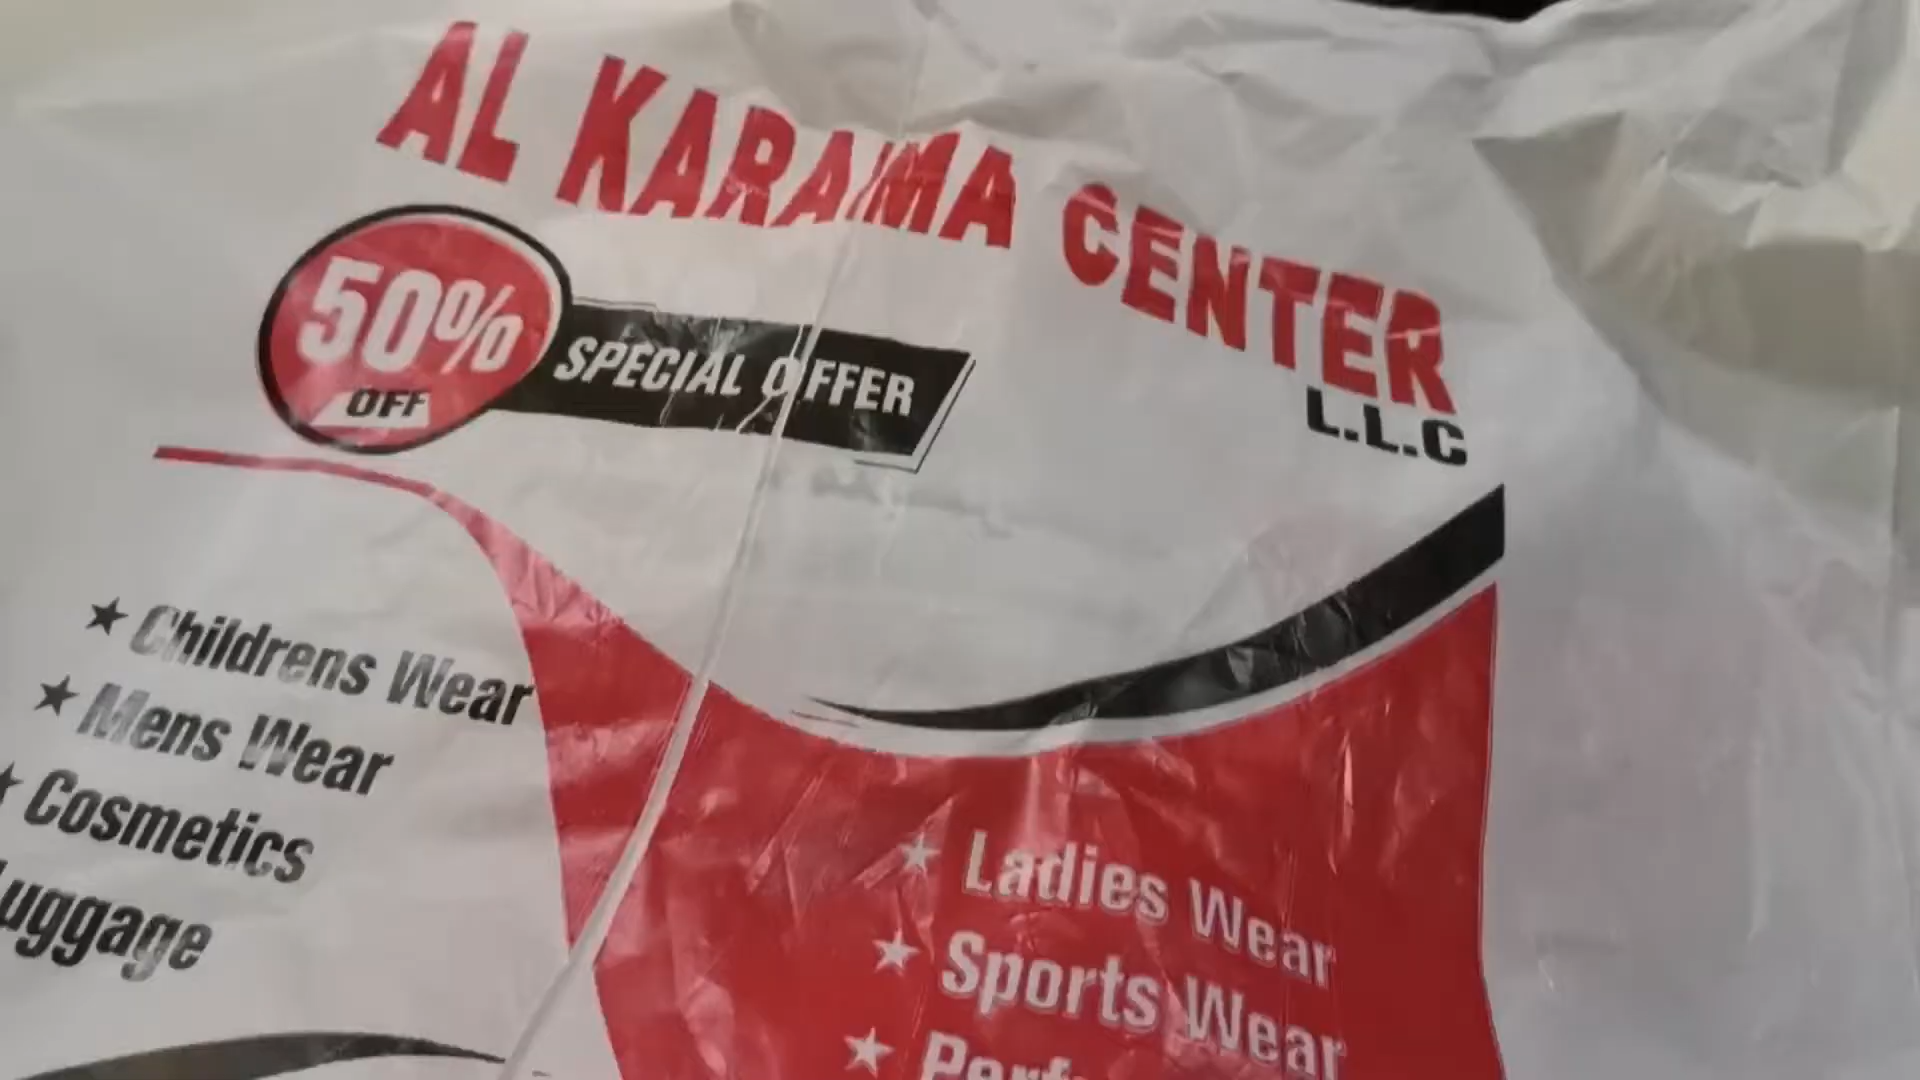 AL KARAMA CENTER
L.L.C
50%
OFF
SPECIAL OFFER
★ Childrens Wear
★ Mens Wear
★ Cosmetics
★ Ladies Wear
★ Sports Wear
★